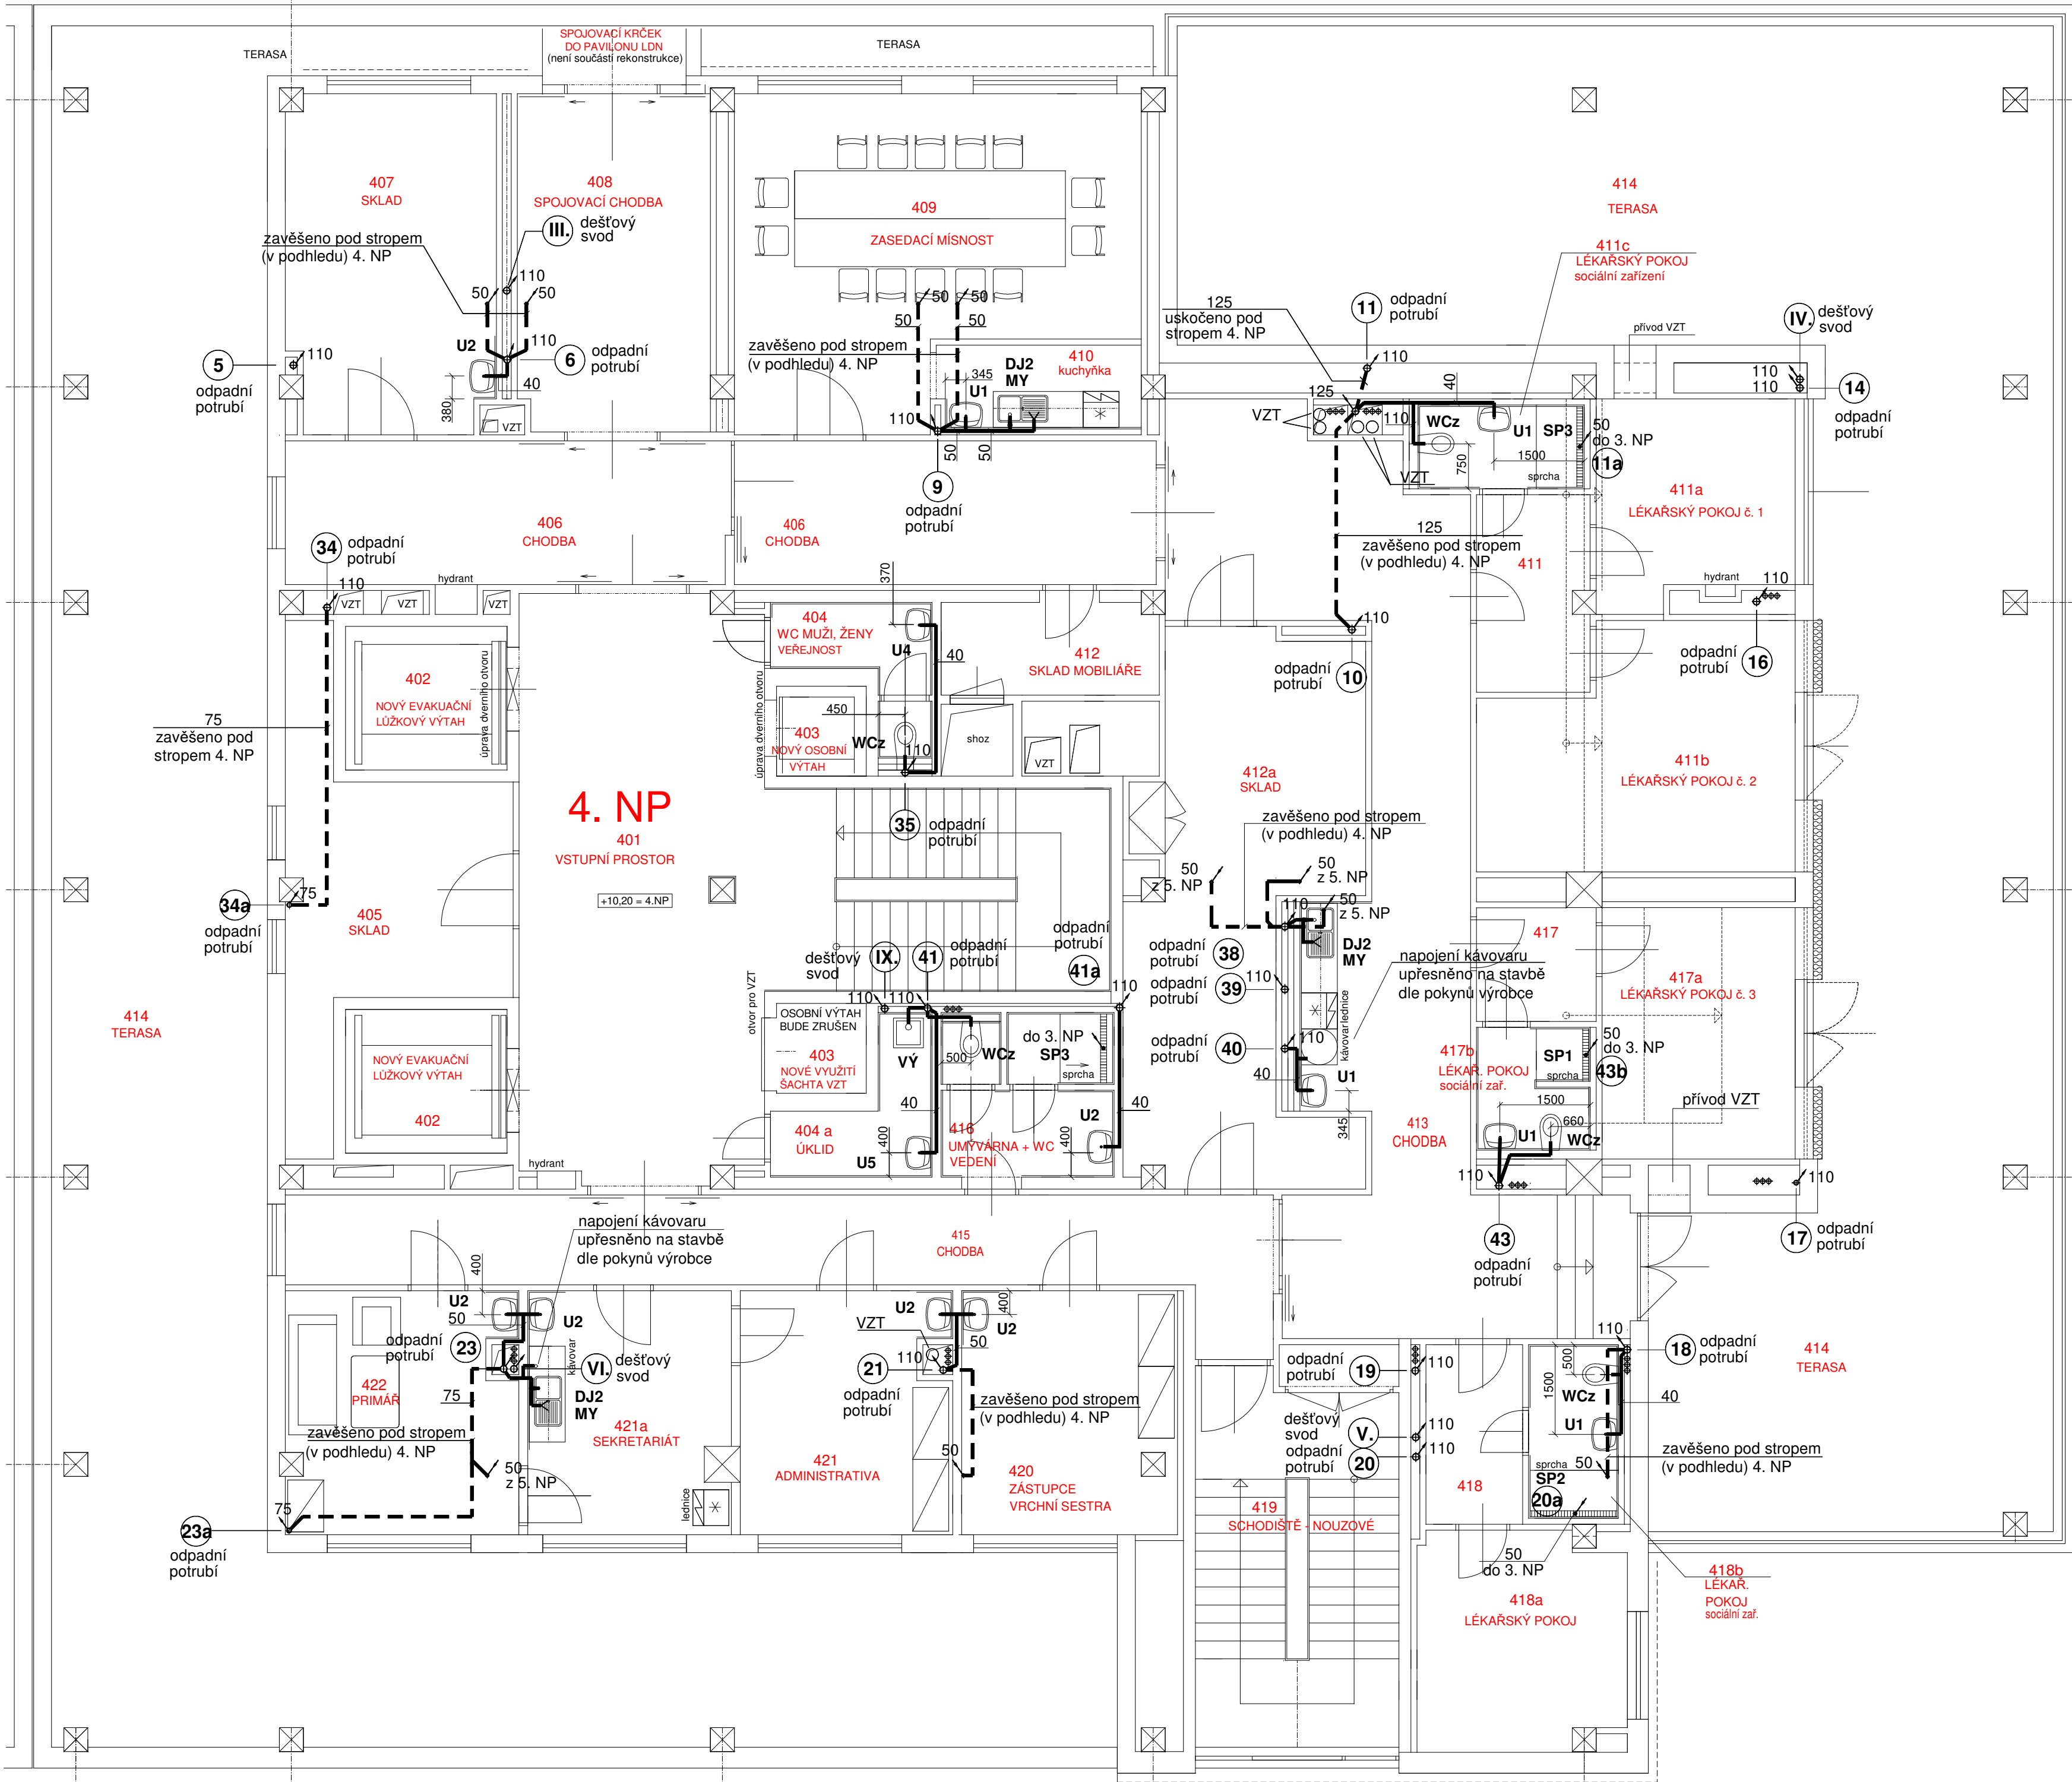 SPOJOVACÍ KRČEK
DO PAVILONU LDN
(není součástí rekonstrukce)
TERASA
TERASA
407
SKLAD
408
SPOJOVACÍ CHODBA
409
ZASEDACÍ MÍSNOST
414
TERASA
411c
LÉKAŘSKÝ POKOJ
sociální zařízení
zavěšeno pod stropem
(v podhledu) 4. NP
III.
dešťový
svod
110
50
50
110
U2
6
odpadní
potrubí
40
380
VZT
5
110
odpadní
potrubí
50
50
50
50
zavěšeno pod stropem
(v podhledu) 4. NP
345
DJ2
MY
410
kuchyňka
U1
110
50
50
9
odpadní
potrubí
125
uskočeno pod
stropem 4. NP
11
odpadní
potrubí
110
125
VZT
110
40
WCz
U1
SP3
50
do 3. NP
11a
1500
750
sprcha
VZT
přívod VZT
IV.
dešťový
svod
110
110
14
odpadní
potrubí
411a
LÉKAŘSKÝ POKOJ č. 1
125
zavěšeno pod stropem
(v podhledu) 4. NP
411
hydrant
110
odpadní
potrubí
16
406
CHODBA
406
CHODBA
34
odpadní
potrubí
110
VZT
VZT
hydrant
VZT
370
404
WC MUŽI, ŽENY
VEŘEJNOST
U4
40
412
SKLAD MOBILIÁŘE
110
odpadní
potrubí
10
402
NOVÝ EVAKUAČNÍ
LŮŽKOVÝ VÝTAH
úprava dverního otvoru
úprava dverního otvoru
75
zavěšeno pod
stropem 4. NP
450
403
NOVÝ OSOBNÍ
VÝTAH
WCz
110
shoz
VZT
412a
SKLAD
411b
LÉKAŘSKÝ POKOJ č. 2
4. NP
401
VSTUPNÍ PROSTOR
+10,20 = 4.NP
35
odpadní
potrubí
zavěšeno pod stropem
(v podhledu) 4. NP
50
z 5. NP
50
z 5. NP
50
z 5. NP
110
34a
75
odpadní
potrubí
405
SKLAD
dešťový
svod
IX.
41
odpadní
potrubí
odpadní
potrubí
41a
odpadní
potrubí
38
DJ2
MY
napojení kávovaru
upřesněno na stavbě
dle pokynů výrobce
417
417a
LÉKAŘSKÝ POKOJ č. 3
414
TERASA
otvor pro VZT
110
110
OSOBNÍ VÝTAH
BUDE ZRUŠEN
403
NOVÉ VYUŽITÍ
ŠACHTA VZT
VÝ
500
WCz
do 3. NP
SP3
sprcha
110
odpadní
potrubí
39
110
lednice
kávovar
odpadní
potrubí
40
110
40
U1
345
417b
LÉKAŘ. POKOJ
sociální zař.
SP1
sprcha
50
do 3. NP
43b
1500
660
U1
WCz
přívod VZT
NOVÝ EVAKUAČNÍ
LŮŽKOVÝ VÝTAH
402
40
404 a
ÚKLID
400
U5
416
UMÝVÁRNA + WC
VEDENÍ
U2
400
40
413
CHODBA
110
43
odpadní
potrubí
110
17
odpadní
potrubí
hydrant
napojení kávovaru
upřesněno na stavbě
dle pokynů výrobce
415
CHODBA
400
U2
50
U2
odpadní
potrubí
23
VI.
dešťový
svod
kávovar
DJ2
MY
422
PRIMÁŘ
75
zavěšeno pod stropem
(v podhledu) 4. NP
50
z 5. NP
75
23a
odpadní
potrubí
421a
SEKRETARIÁT
lednice
U2
VZT
400
U2
50
110
21
odpadní
potrubí
zavěšeno pod stropem
(v podhledu) 4. NP
50
421
ADMINISTRATIVA
420
ZÁSTUPCE
VRCHNÍ SESTRA
odpadní
potrubí
19
110
dešťový
svod
V.
110
odpadní
potrubí
20
110
419
SCHODIŠTĚ - NOUZOVÉ
110
18
odpadní
potrubí
500
1500
WCz
40
U1
zavěšeno pod stropem
(v podhledu) 4. NP
sprcha
50
SP2
20a
418
50
do 3. NP
414
TERASA
418a
LÉKAŘSKÝ POKOJ
418b
LÉKAŘ.
POKOJ
sociální zař.